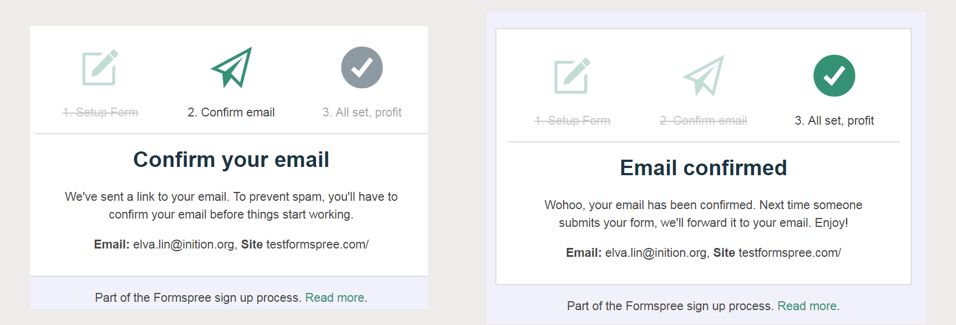 1. Setup Form
2. Confirm email
3. All set, profit
Confirm your email
We've sent a link to your email. To prevent spam, you'll have to
confirm your email before things start working.
Email: elva.lin@inition.org, Site testformspree.com/
Part of the Formspree sign up process. Read more.
1. Setup Form
2. Confirm email
3. All set, profit
Email confirmed
Wohoo, your email has been confirmed. Next time someone
submits your form, we'll forward it to your email. Enjoy!
Email: elva.lin@inition.org, Site testformspree.com/
Part of the Formspree sign up process. Read more.